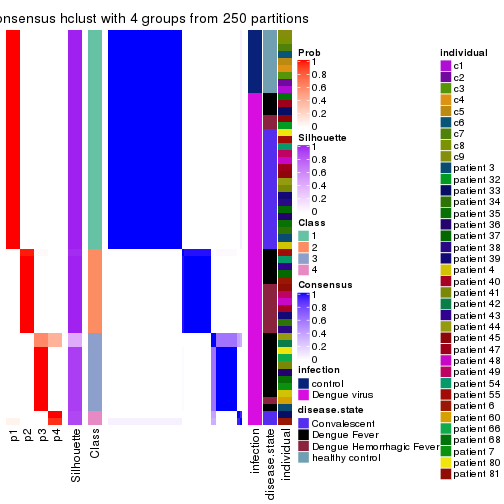 onsensus hclust with 4 groups from 250 partitions
Prob
1
0.8
0.6
0.4
0.2
0
Silhouette
1
0.8
0.6
0.4
0.2
0
Class
1
2
3
4
Consensus
1
0.8
0.6
0.4
0.2
0
infection
control
Dengue virus
disease.state
Convalescent
Dengue Fever
Dengue Hemorrhagic Fever
healthy control
individual
c1
c2
c3
c4
c5
c6
c7
c8
c9
patient 3
patient 32
patient 33
patient 34
patient 35
patient 36
patient 37
patient 38
patient 39
patient 4
patient 40
patient 41
patient 42
patient 43
patient 44
patient 45
patient 47
patient 48
patient 49
patient 54
patient 55
patient 6
patient 60
patient 66
patient 68
patient 7
patient 80
patient 81
p1
p2
p3
p4
Silhouette
Class
infection
disease.state
individual